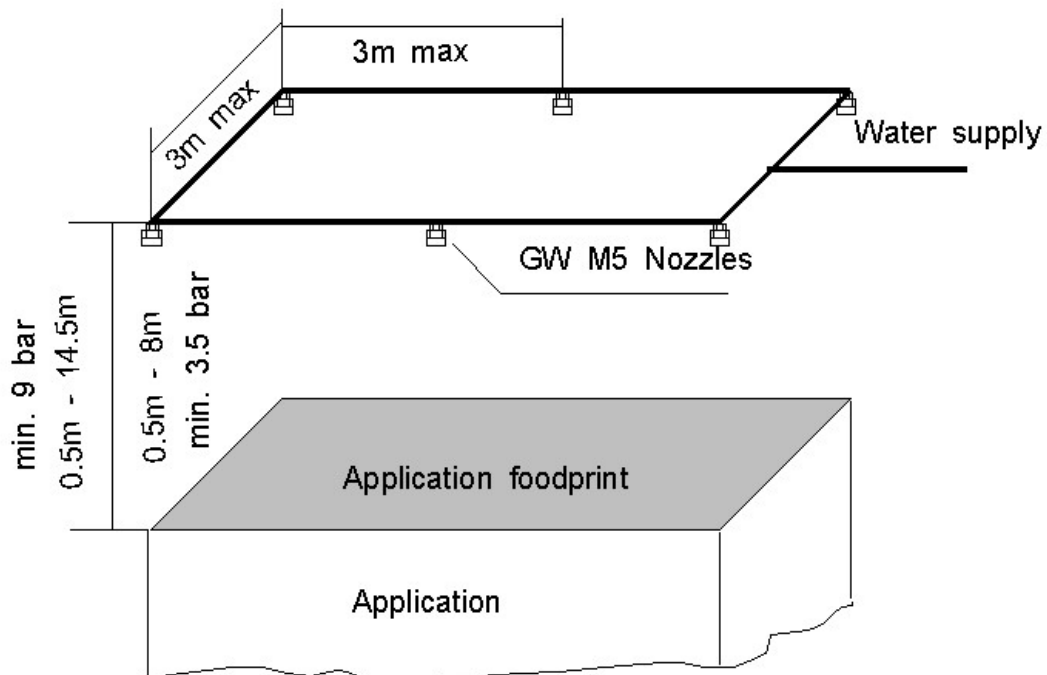 3m max
3m max
Water supply
GW M5 Nozzles
min. 9 bar
0.5m - 14.5m
0.5m - 8m
min. 3.5 bar
Application foodprint
Application